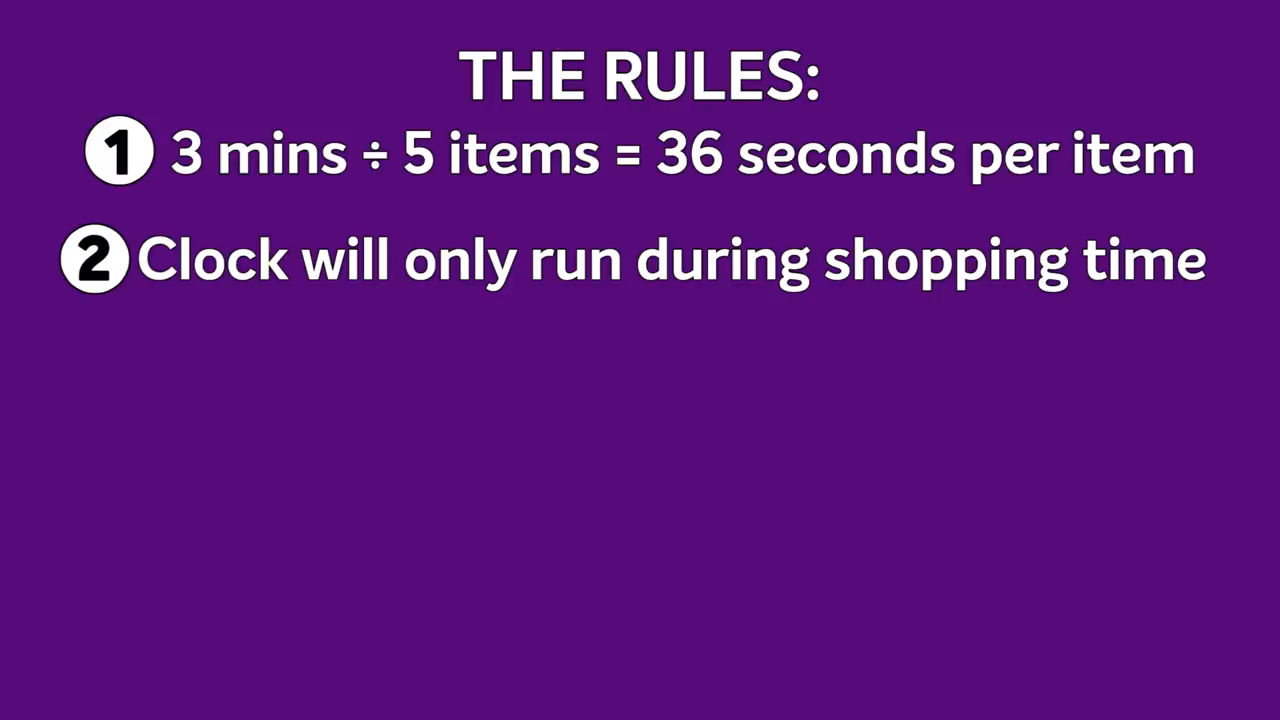 THE RULES:
1 3 mins ÷ 5 items = 36 seconds per item
2 Clock will only run during shopping time